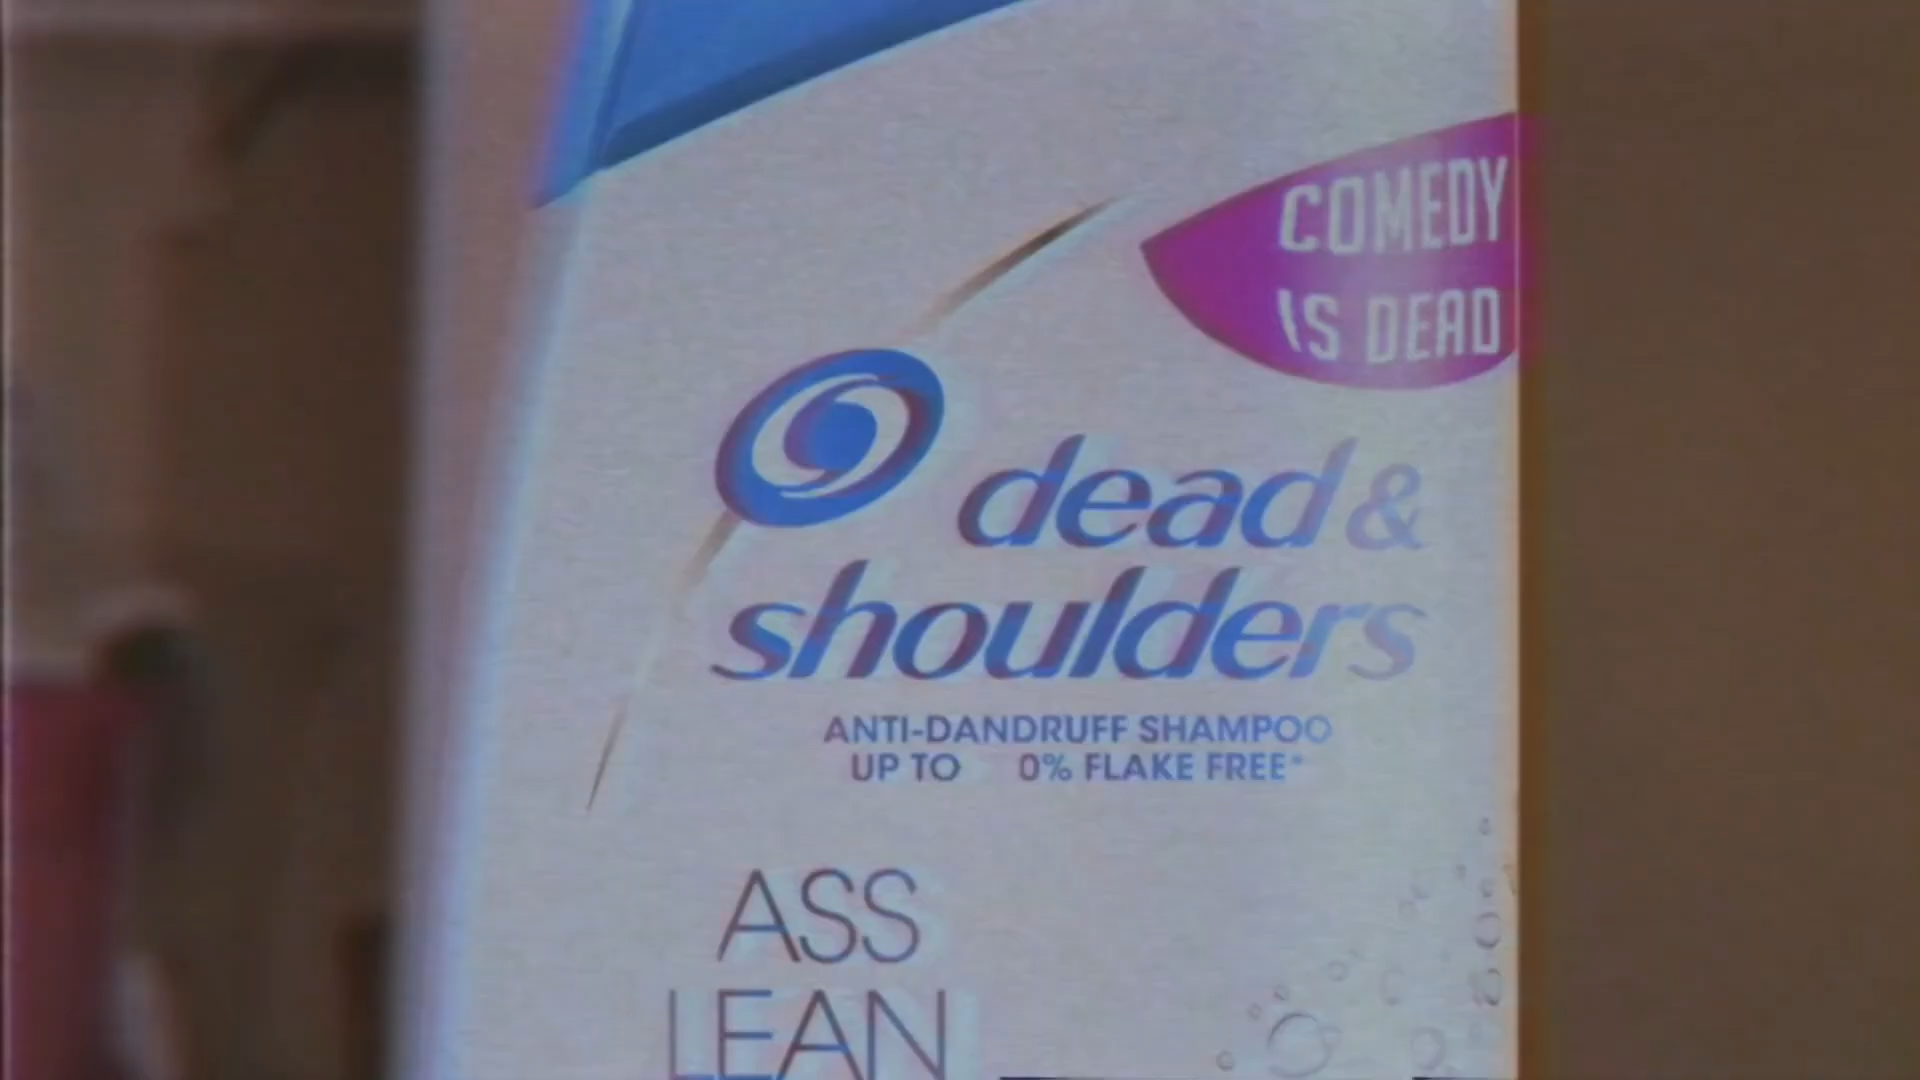 COMEDY
IS DEAD
dead &
shoulders
ANTI-DANDRUFF SHAMPOO
UP TO 0% FLAKE FREE*
ASS
LEAN